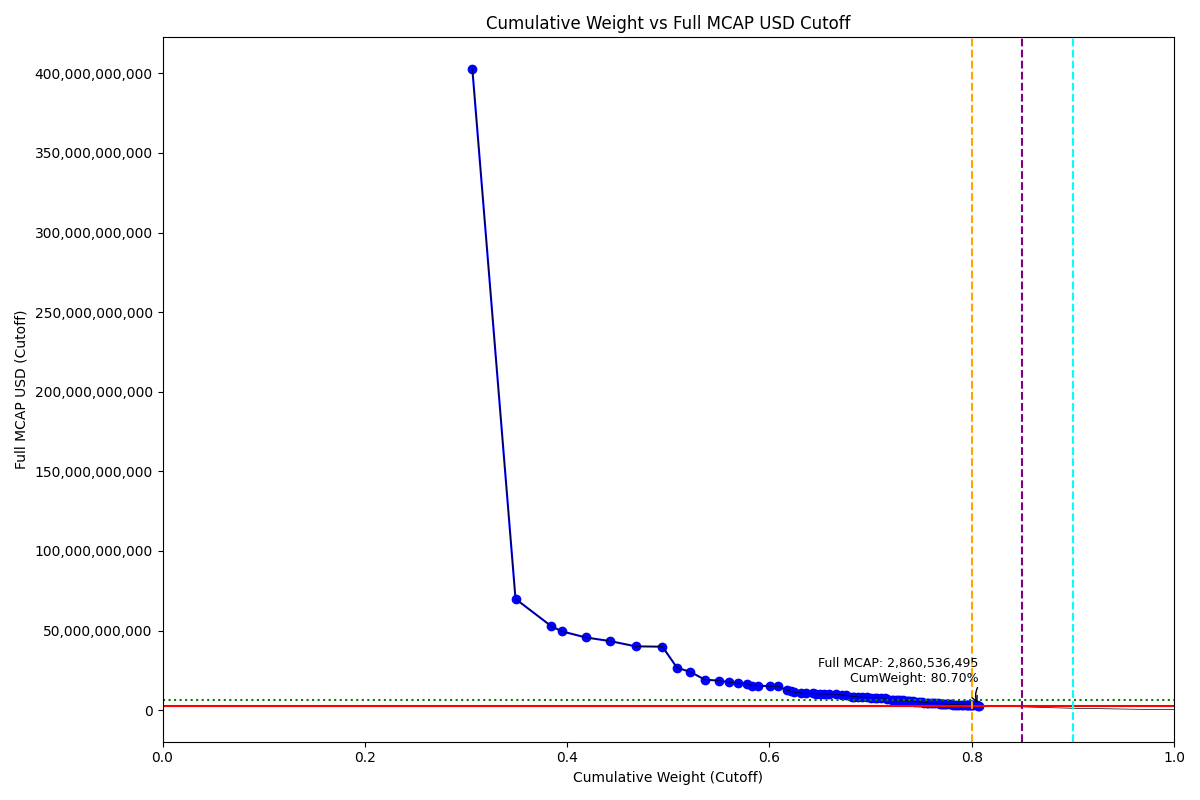 Cumulative Weight vs Full MCAP USD Cutoff
Full MCAP USD (Cutoff)
400,000,000,000
350,000,000,000
300,000,000,000
250,000,000,000
200,000,000,000
150,000,000,000
100,000,000,000
50,000,000,000
0
Full MCAP: 2,860,536,495
CumWeight: 80.70%
0.0 0.2 0.4 0.6 0.8 1.0
Cumulative Weight (Cutoff)